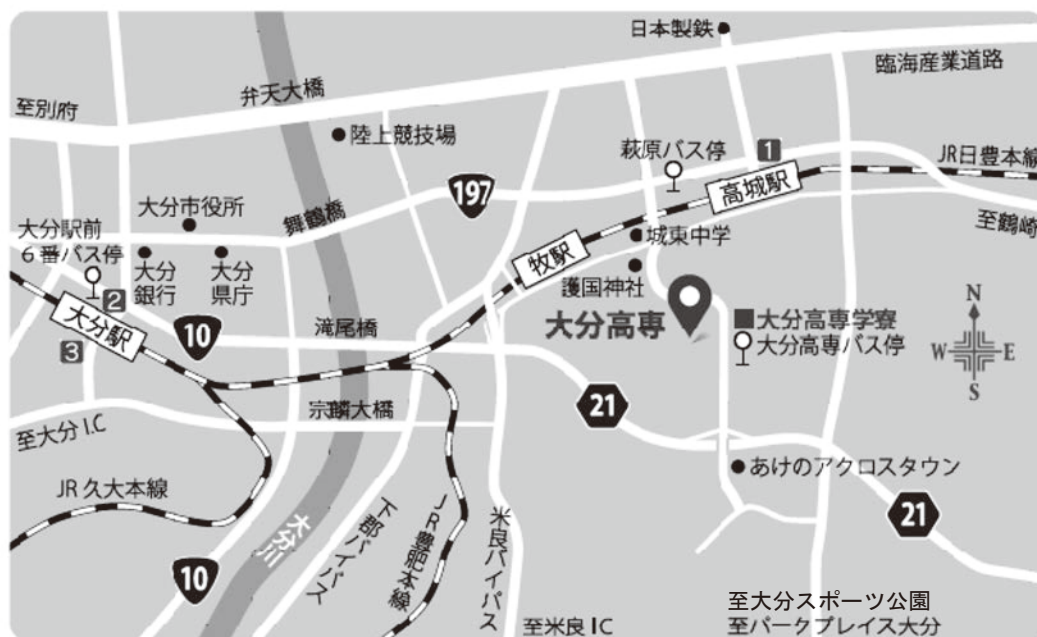 日本製鉄
臨海産業道路
弁天大橋
至別府
陸上競技場
萩原バス停
1
JR日豊本線
197
高城駅
大分市役所
舞鶴橋
至鶴崎
大分駅前
6番バス停
城東中学
牧駅
大分
銀行
大分
県庁
護国神社
2
大分高専
N
W
E
S
大分駅
10
滝尾橋
大分高専学寮
大分高専バス停
3
21
宗麟大橋
至大分I.C
あけのアクロスタウン
JR久大本線
大分川
下郡バイパス
JR豊肥本線
米良バイパス
21
10
至大分スポーツ公園
至米良IC
至パークプレイス大分